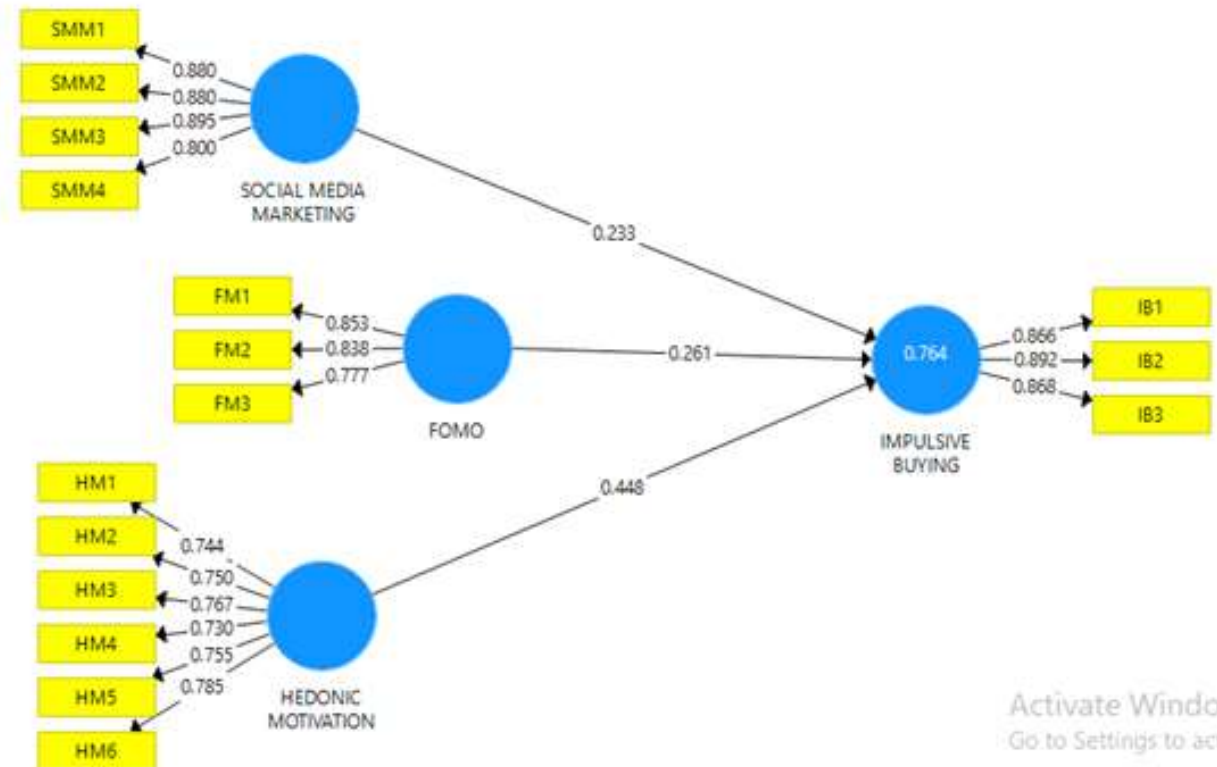 SMM1
SMM2
SMM3
SMM4
0.880
0.880
0.895
0.800
SOCIAL MEDIA
MARKETING
0.233
FM1
FM2
FM3
0.853
0.838
0.777
FOMO
0.261
HM1
HM2
HM3
HM4
HM5
HM6
0.744
0.750
0.767
0.730
0.755
0.785
HEDONIC
MOTIVATION
0.448
0.764
IMPULSIVE
BUYING
0.866
0.892
0.868
IB1
IB2
IB3
Activate Windo
Go to Settings to ac